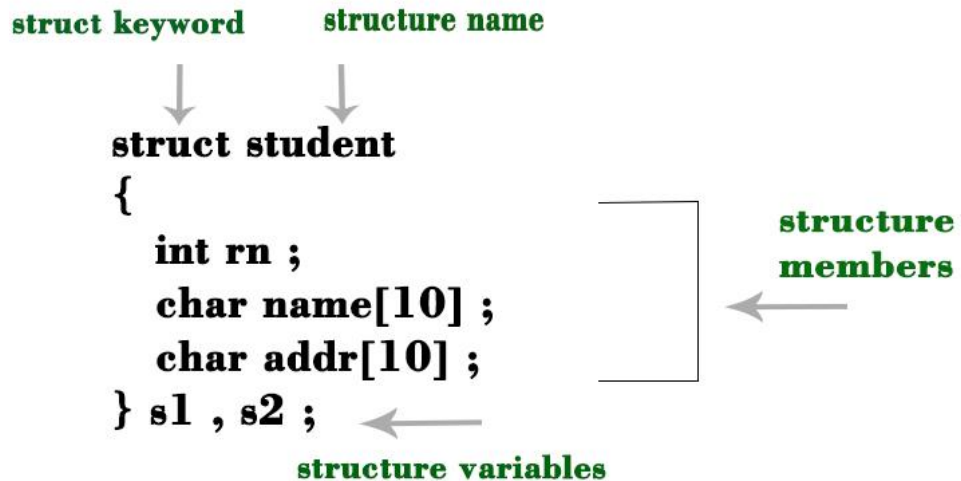 struct keyword
structure name
struct student
{
int rn ;
char name[10] ;
char addr[10] ;
} s1 , s2 ;
structure
members
structure variables